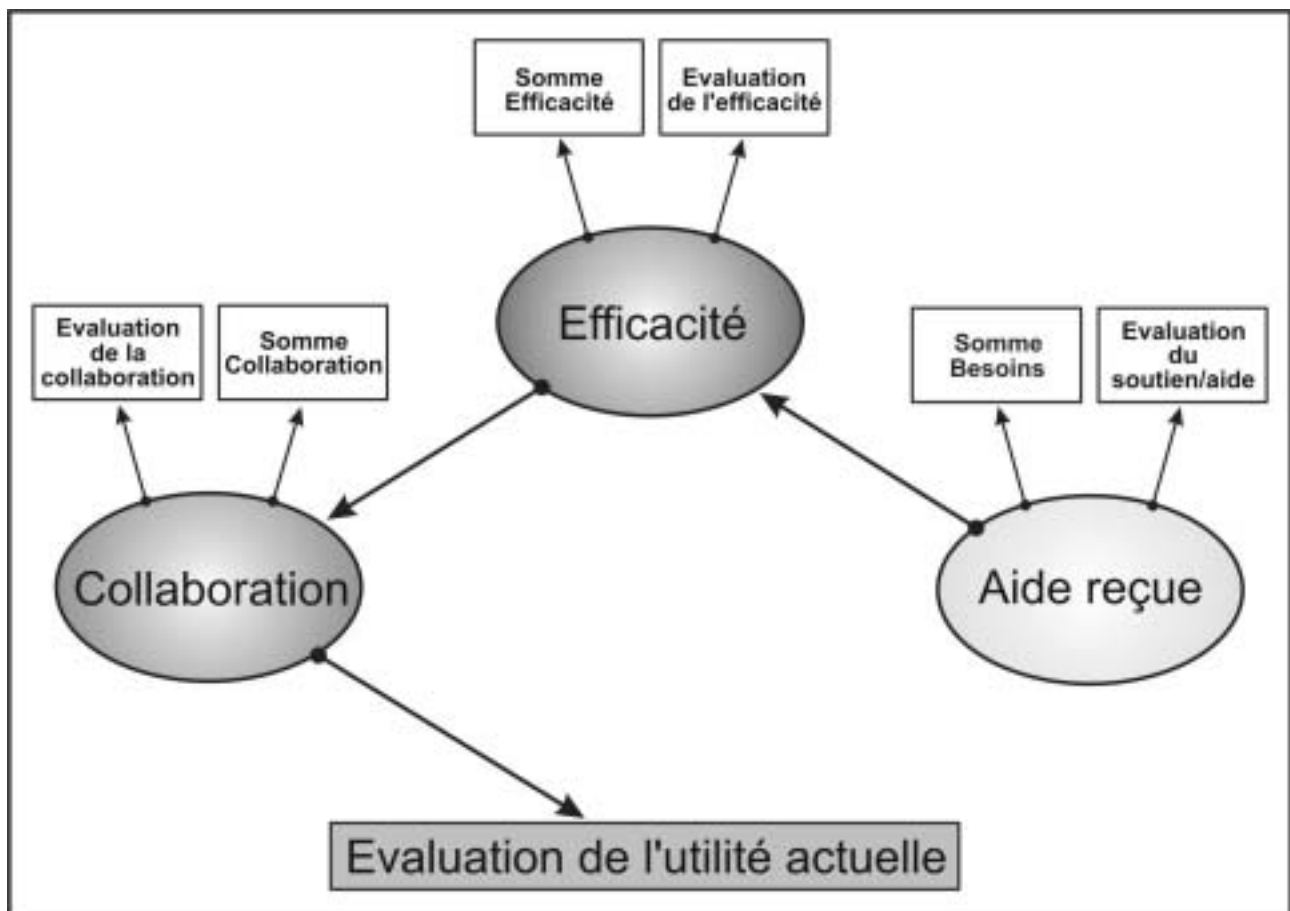 Somme
Efficacité
Evaluation
de l'efficacité
Efficacité
Evaluation
de la
collaboration
Somme
Collaboration
Somme
Besoins
Evaluation
du
soutien/aide
Collaboration
Aide reçue
Evaluation de l'utilité actuelle